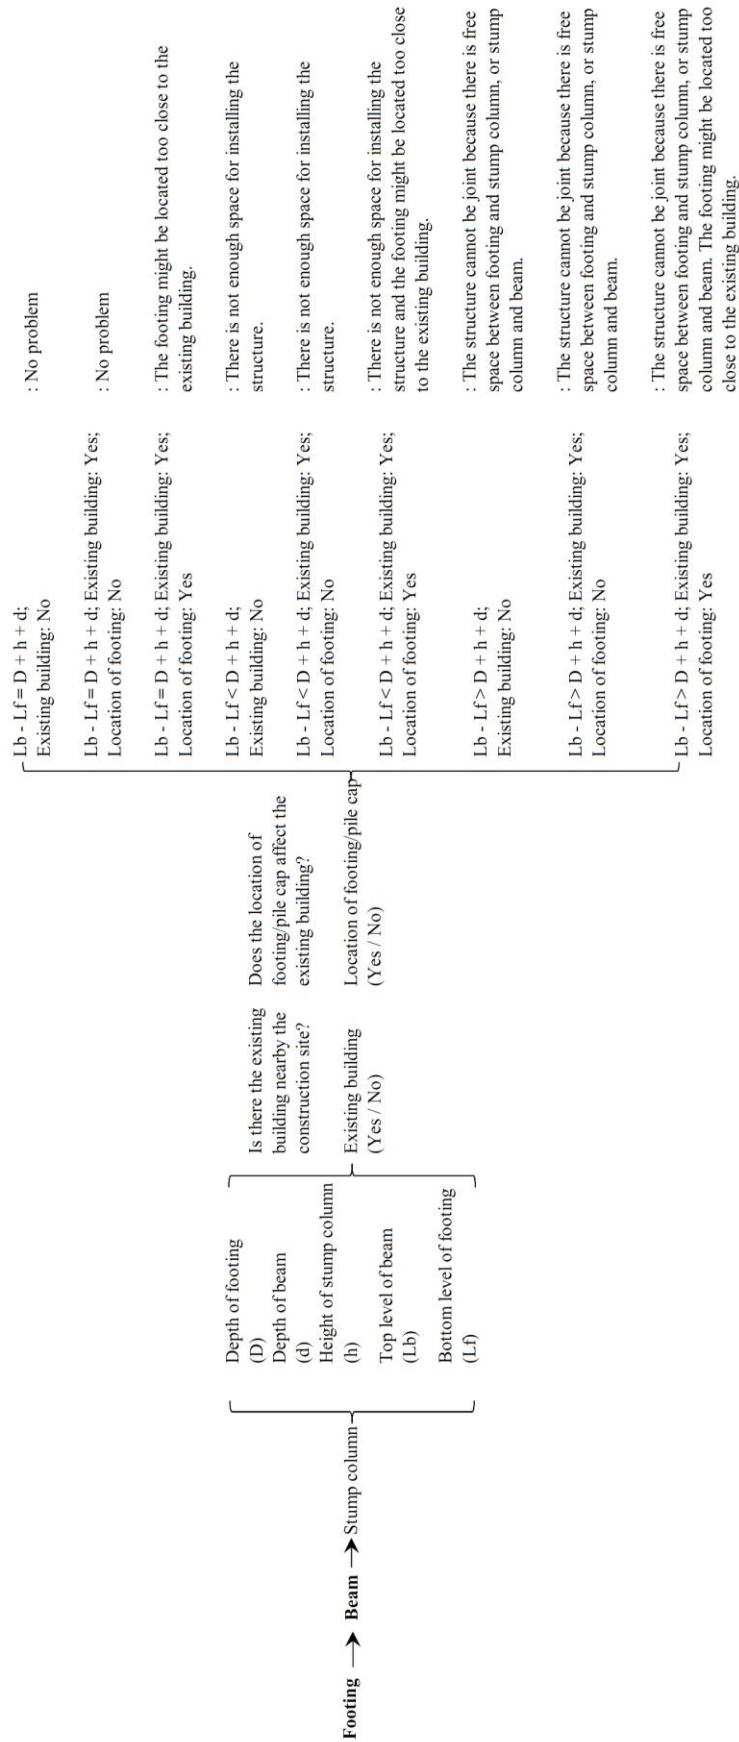 Footing → Beam → Stump column
Depth of footing
(D)
Depth of beam
(d)
Height of stump column
(h)
Top level of beam
(Lb)
Bottom level of footing
(Lf)
Is there the existing
building nearby the
construction site?
Existing building
(Yes / No)
Does the location of
footing/pile cap affect the
existing building?
Location of footing/pile cap
(Yes / No)
Lb - Lf = D + h + d;
Existing building: No
: No problem
Lb - Lf = D + h + d; Existing building: Yes;
Location of footing: No
: No problem
Lb - Lf = D + h + d; Existing building: Yes;
Location of footing: Yes
: The footing might be located too close to the
existing building.
Lb - Lf < D + h + d;
Existing building: No
: There is not enough space for installing the
structure.
Lb - Lf < D + h + d; Existing building: Yes;
Location of footing: No
: There is not enough space for installing the
structure.
Lb - Lf < D + h + d; Existing building: Yes;
Location of footing: Yes
: There is not enough space for installing the
structure and the footing might be located too close
to the existing building.
Lb - Lf > D + h + d;
Existing building: No
: The structure cannot be joint because there is free
space between footing and stump column, or stump
column and beam.
Lb - Lf > D + h + d; Existing building: Yes;
Location of footing: No
: The structure cannot be joint because there is free
space between footing and stump column, or stump
column and beam.
Lb - Lf > D + h + d; Existing building: Yes;
Location of footing: Yes
: The structure cannot be joint because there is free
space between footing and stump column, or stump
column and beam. The footing might be located too
close to the existing building.